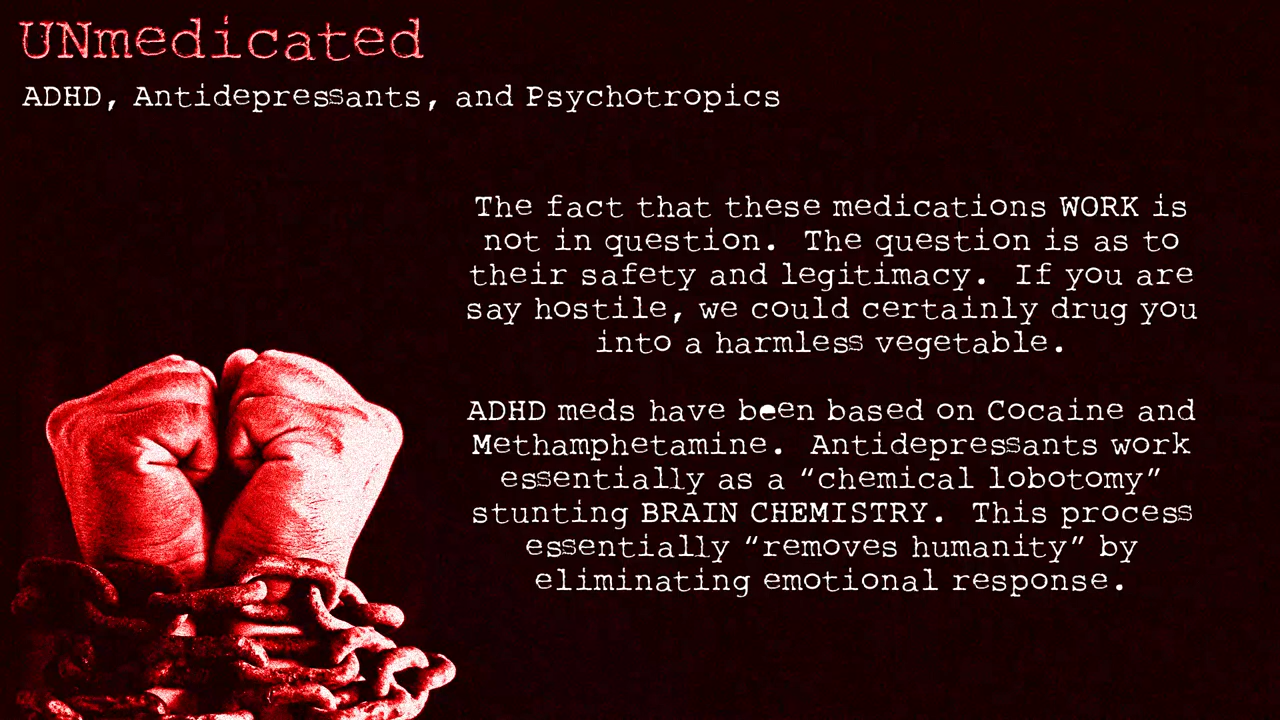 UNmedicated
ADHD, Antidepressants, and Psychotropics
The fact that these medications WORK is
not in question.  The question is as to
their safety and legitimacy.  If you are
say hostile, we could certainly drug you
into a harmless vegetable.
ADHD meds have been based on Cocaine and
Methamphetamine.  Antidepressants work
essentially as a “chemical lobotomy”
stunting BRAIN CHEMISTRY.  This process
essentially “removes humanity” by
eliminating emotional response.